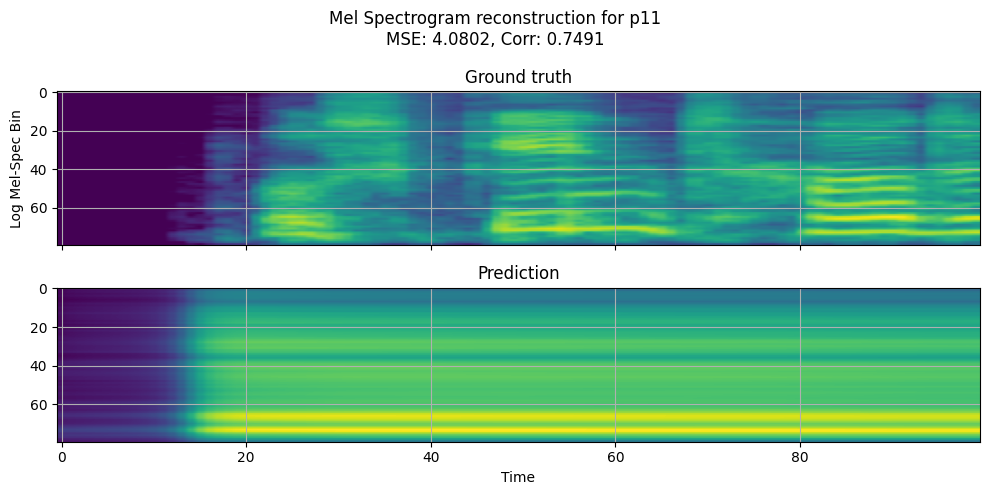 Mel Spectrogram reconstruction for p11
MSE: 4.0802, Corr: 0.7491
Ground truth
Log Mel-Spec Bin
0
20
40
60
Prediction
0
20
40
60
0 20 40 60 80
Time